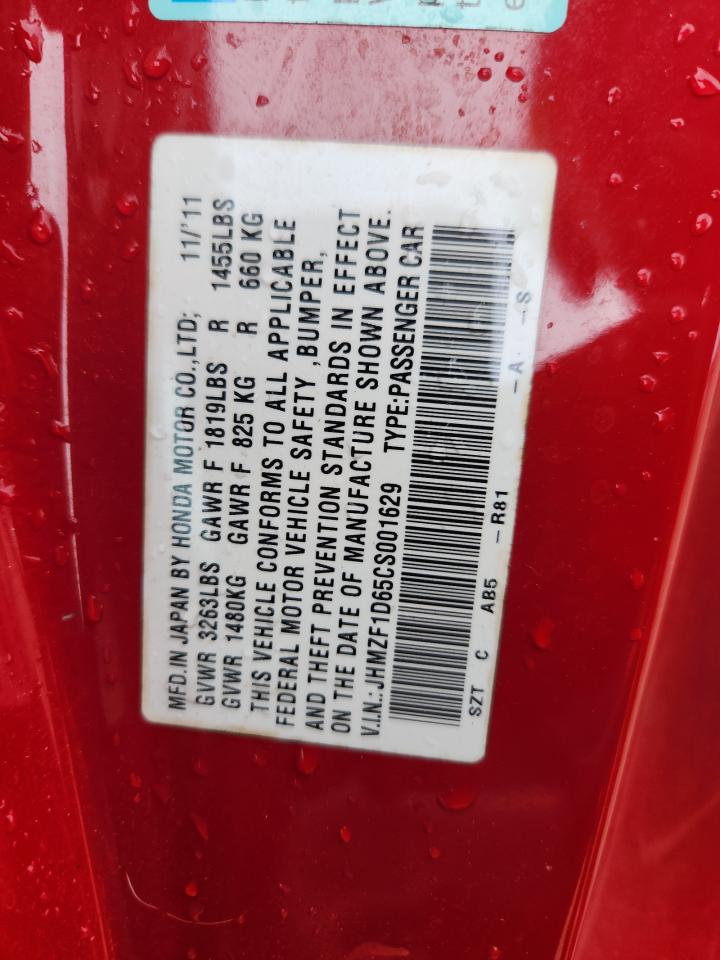 MFD.IN JAPAN BY HONDA MOTOR CO.,LTD; 11/'11
GVWR 3263LBS GAWR F 1819LBS R 1455LBS
GVWR 1480KG GAWR F 825 KG R 660 KG
THIS VEHICLE CONFORMS TO ALL APPLICABLE
FEDERAL MOTOR VEHICLE SAFETY ,BUMPER,
AND THEFT PREVENTION STANDARDS IN EFFECT
ON THE DATE OF MANUFACTURE SHOWN ABOVE.
V.I.N.:JHMZF1D65CS001629 TYPE:PASSENGER CAR
SZT C AB5 -R81 -A -S